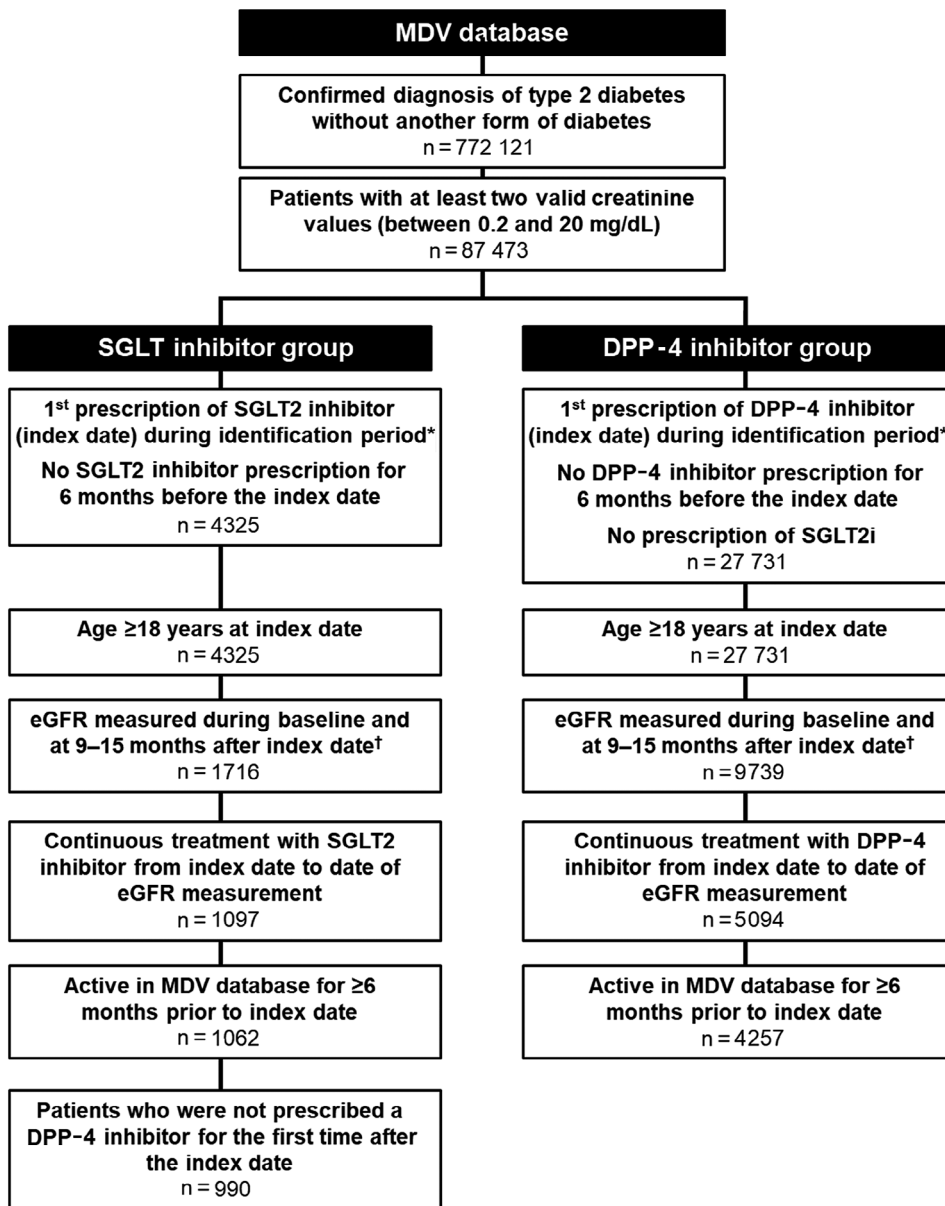 MDV database
Confirmed diagnosis of type 2 diabetes
without another form of diabetes
n = 772 121
Patients with at least two valid creatinine
values (between 0.2 and 20 mg/dL)
n = 87 473
SGLT inhibitor group
1st prescription of SGLT2 inhibitor
(index date) during identification period*
No SGLT2 inhibitor prescription for
6 months before the index date
n = 4325
Age ≥18 years at index date
n = 4325
eGFR measured during baseline and
at 9–15 months after index date†
n = 1716
Continuous treatment with SGLT2
inhibitor from index date to date of
eGFR measurement
n = 1097
Active in MDV database for ≥6
months prior to index date
n = 1062
Patients who were not prescribed a
DPP-4 inhibitor for the first time after
the index date
n = 990
DPP-4 inhibitor group
1st prescription of DPP-4 inhibitor
(index date) during identification period*
No DPP-4 inhibitor prescription for
6 months before the index date
No prescription of SGLT2i
n = 27 731
Age ≥18 years at index date
n = 27 731
eGFR measured during baseline and
at 9–15 months after index date†
n = 9739
Continuous treatment with DPP-4
inhibitor from index date to date of
eGFR measurement
n = 5094
Active in MDV database for ≥6
months prior to index date
n = 4257